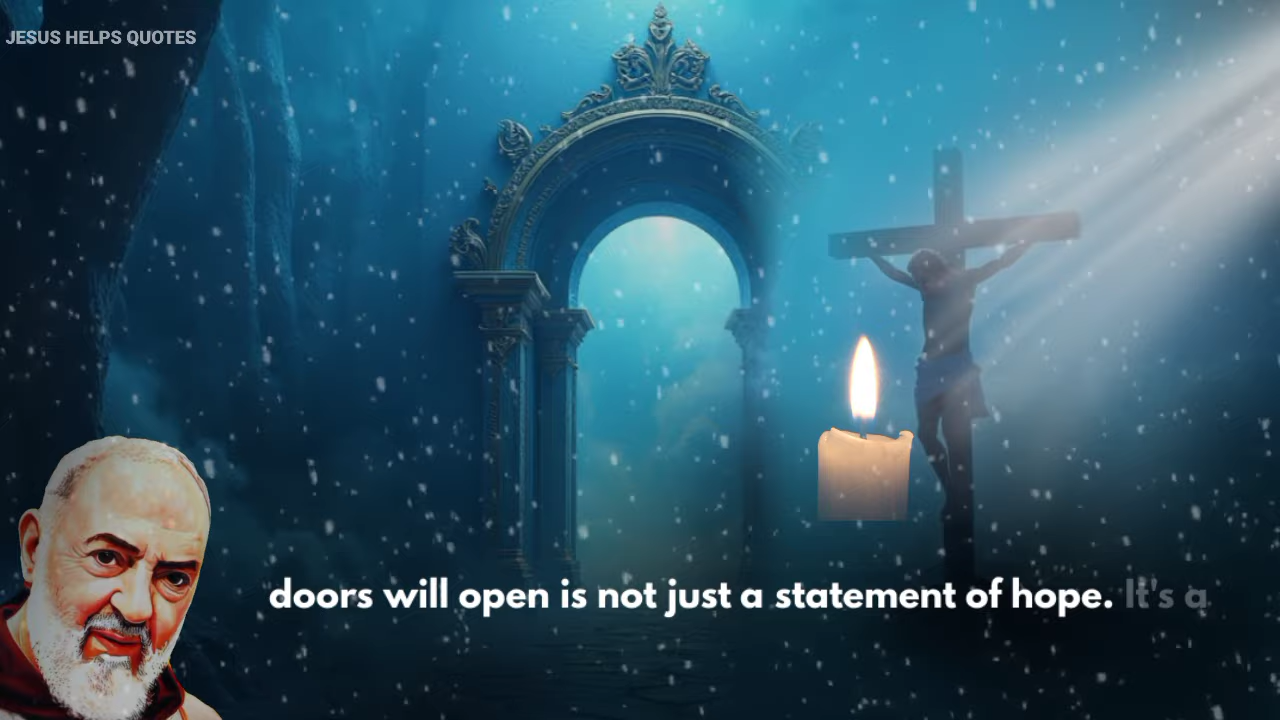 JESUS HELPS QUOTES
doors will open is not just a statement of hope. It's a